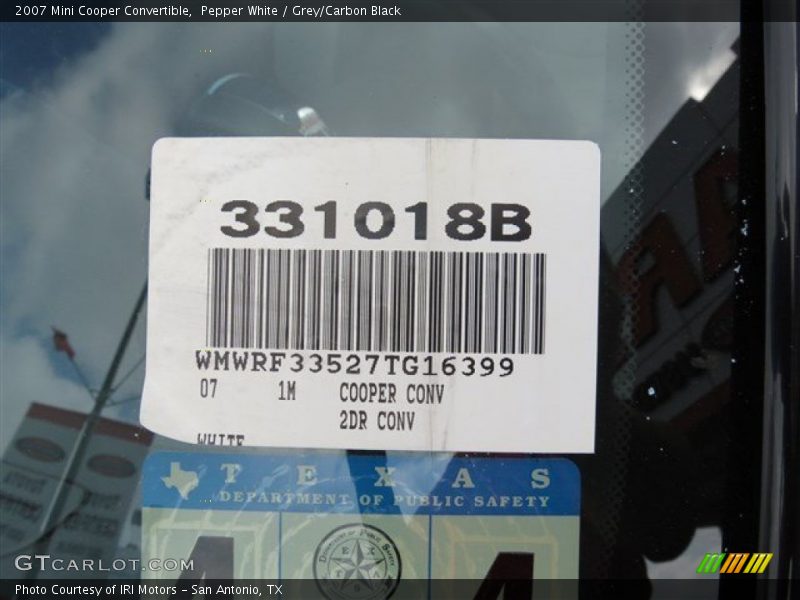 2007 Mini Cooper Convertible,  Pepper White / Grey/Carbon Black
331018B
WMWRF33527TG16399
07 1M COOPER CONV
2DR CONV
WHITE
TEXAS
DEPARTMENT OF PUBLIC SAFETY
GTCARLOT.COM
Photo Courtesy of IRI Motors - San Antonio, TX